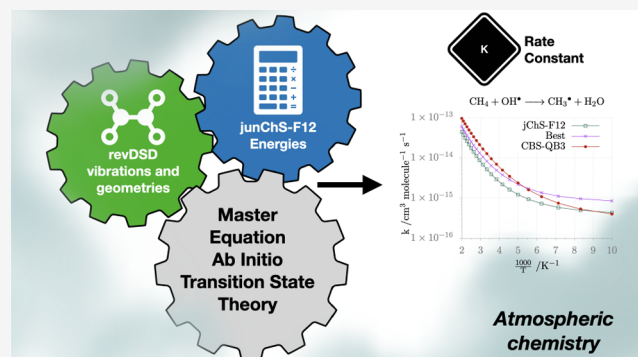 revDSD
vibrations and
geometries
÷
×
-
+
=
junChS-F12
Energies
Master
Equation
Ab Initio
Transition State
Theory
K
Rate
Constant
CH₄ + OH• ⟶ CH₃• + H₂O
jChS-F12
Best
CBS-QB3
k /cm³ molecule⁻¹ s⁻¹
1 × 10⁻¹³
1 × 10⁻¹⁴
1 × 10⁻¹⁵
1 × 10⁻¹⁶
2 3 4 5 6 7 8 9 10
1000/T /K⁻¹
Atmospheric
chemistry